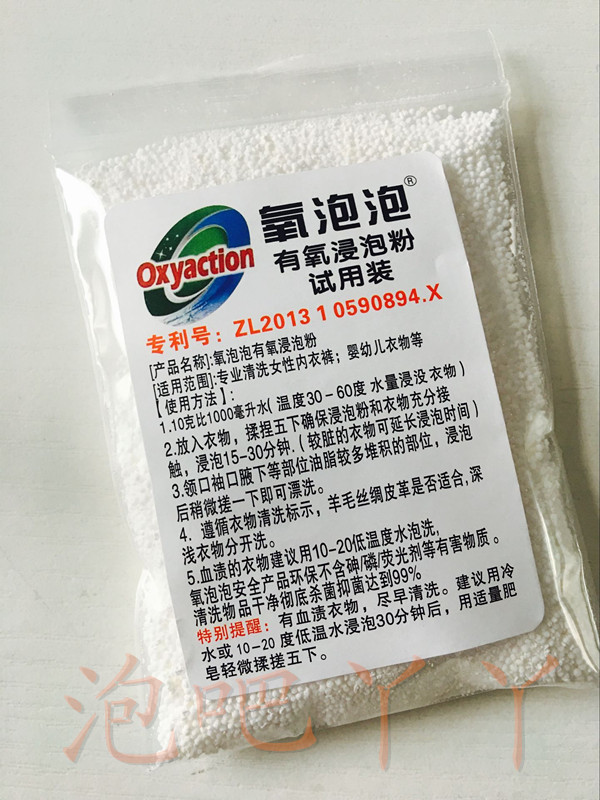 氧泡泡®
Oxyaction
有氧浸泡粉
试用装
专利号：ZL2013 1 0590894.X
[产品名称]:氧泡泡有氧浸泡粉
[适用范围]:专业清洗女性内衣裤；婴幼儿衣物等
【使用方法】:
1.10克比1000毫升水(温度30-60度 水量浸没 衣物)
2.放入衣物，揉捏五下确保浸泡粉和衣物充分接
触，浸泡15-30分钟.(较脏的衣物可延长浸泡时间)
3.领口袖口腋下等部位油脂较多堆积的部位，浸泡
后稍微搓一下即可漂洗。
4．遵循衣物清洗标示，羊毛丝绸皮革是否适合,深
浅衣物分开洗。
5.血渍的衣物建议用10-20低温度水泡洗,
氧泡泡安全产品环保不含砷/磷/荧光剂等有害物质。
清洗物品干净彻底杀菌抑菌达到99%
特别提醒：有血渍衣物，尽早清洗。建议用冷
水或10-20度低温水浸泡30分钟后，用适量肥
皂轻微揉搓五下。
泡吧丫丫